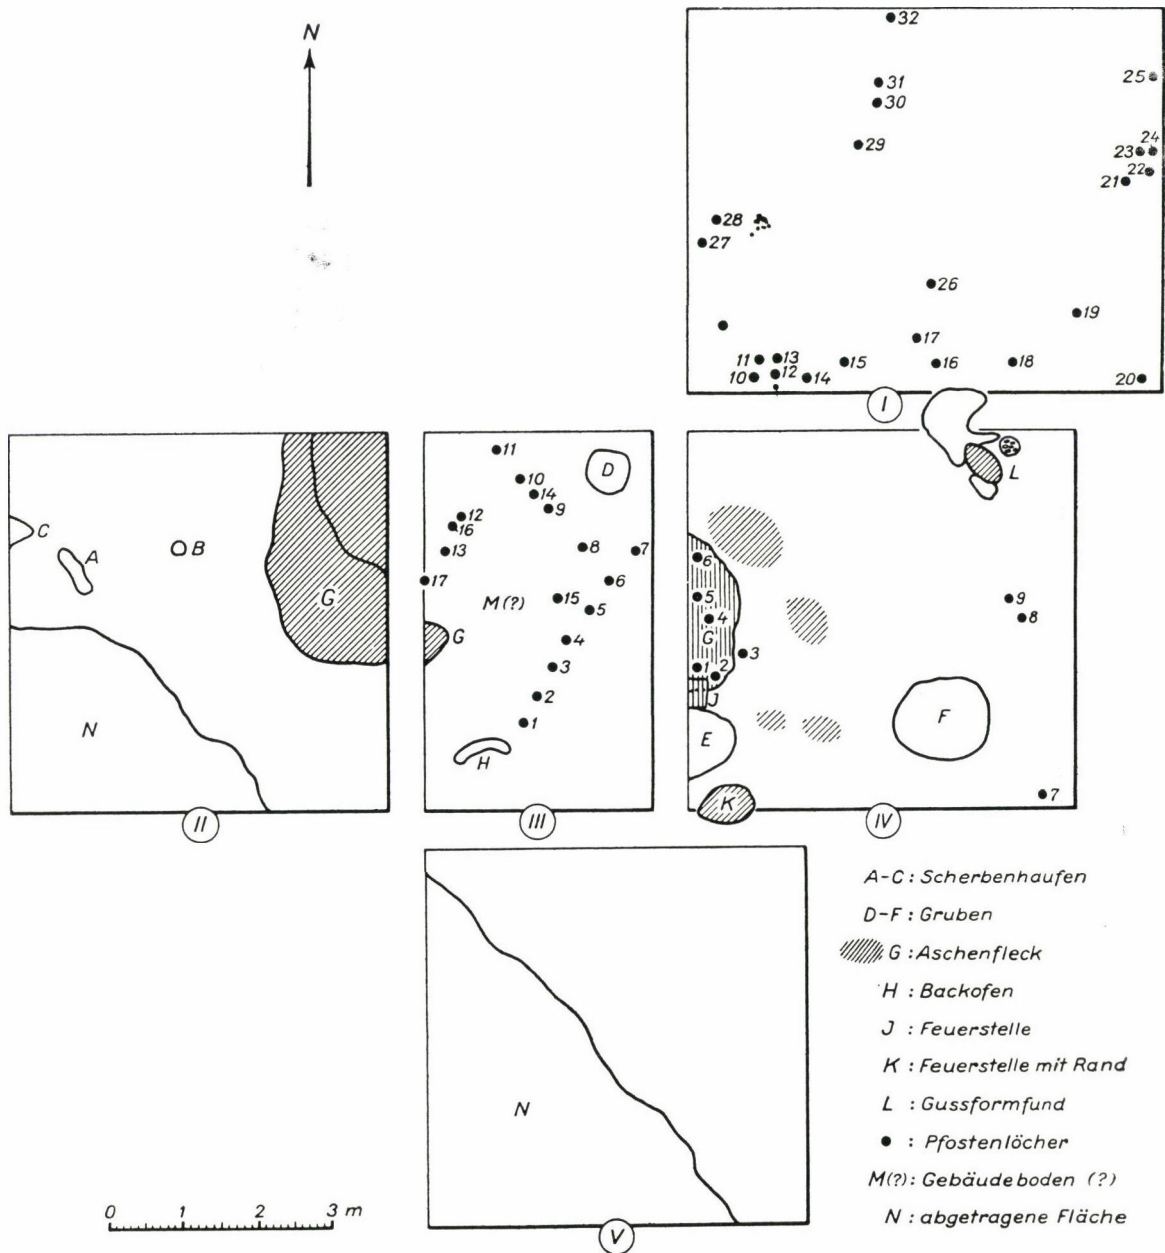 N
32
31
30
29
25
24
23
22
21
28
27
26
19
17
11 13 15 16 18
10 12 14 20
I
C A B
G
N
II
11
D
10
14
9
12
16
13 8 7
17 6
M(?) 15 5
G 4
3
2
1
H
III
L
6
5
4
G
3
1 2
J
E
K
9
8
F
7
IV
N
V
A-C : Scherbenhaufen
D-F : Gruben
G : Aschenfleck
H : Backofen
J : Feuerstelle
K : Feuerstelle mit Rand
L : Gussformfund
• : Pfostenlöcher
M(?): Gebäudeboden (?)
N : abgetragene Fläche
0 1 2 3 m